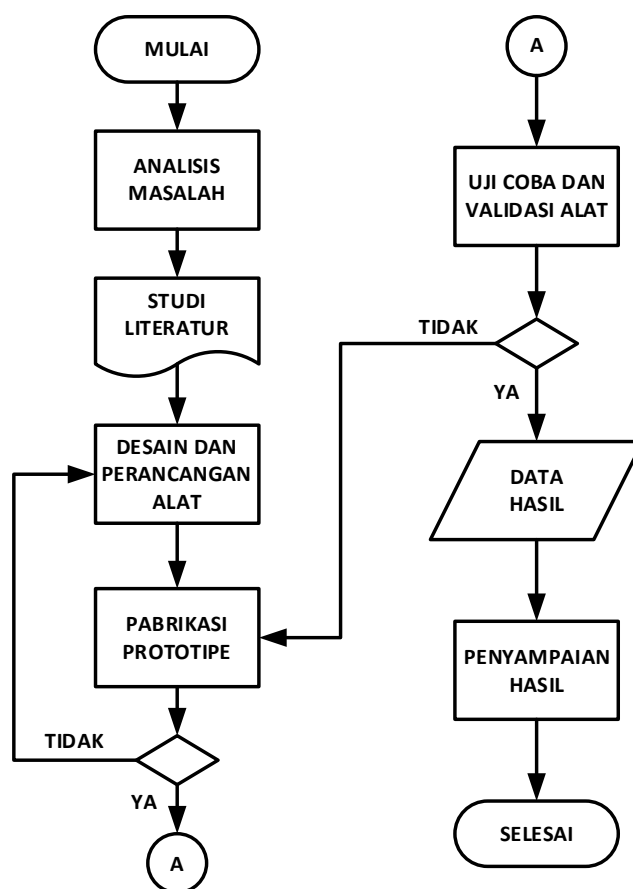 MULAI
ANALISIS
MASALAH
STUDI
LITERATUR
DESAIN DAN
PERANCANGAN
ALAT
PABRIKASI
PROTOTIPE
TIDAK
YA
A
A
UJI COBA DAN
VALIDASI ALAT
TIDAK
YA
DATA
HASIL
PENYAMPAIAN
HASIL
SELESAI